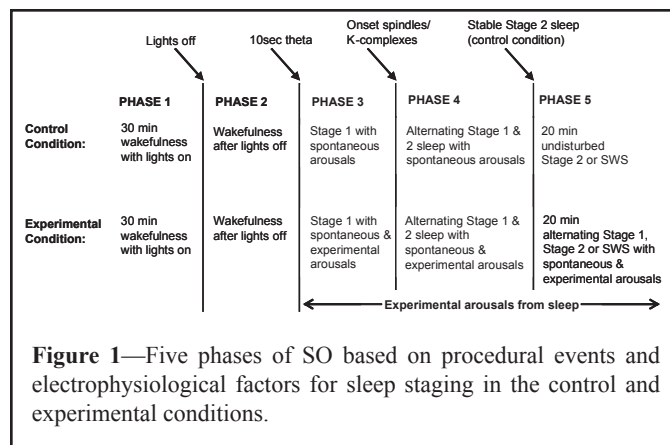 Lights off
10sec theta
Onset spindles/
K-complexes
Stable Stage 2 sleep
(control condition)
PHASE 1
PHASE 2
PHASE 3
PHASE 4
PHASE 5
Control
Condition:
30 min
wakefulness
with lights on
Wakefulness
after lights off
Stage 1 with
spontaneous
arousals
Alternating Stage 1 &
2 sleep with
spontaneous arousals
20 min
undisturbed
Stage 2 or SWS
Experimental
Condition:
30 min
wakefulness
with lights on
Wakefulness
after lights off
Stage 1 with
spontaneous &
experimental
arousals
Alternating Stage 1 &
2 sleep with
spontaneous &
experimental arousals
20 min
alternating Stage 1,
Stage 2 or SWS with
spontaneous &
experimental arousals
Experimental arousals from sleep
Figure 1—Five phases of SO based on procedural events and
electrophysiological factors for sleep staging in the control and
experimental conditions.